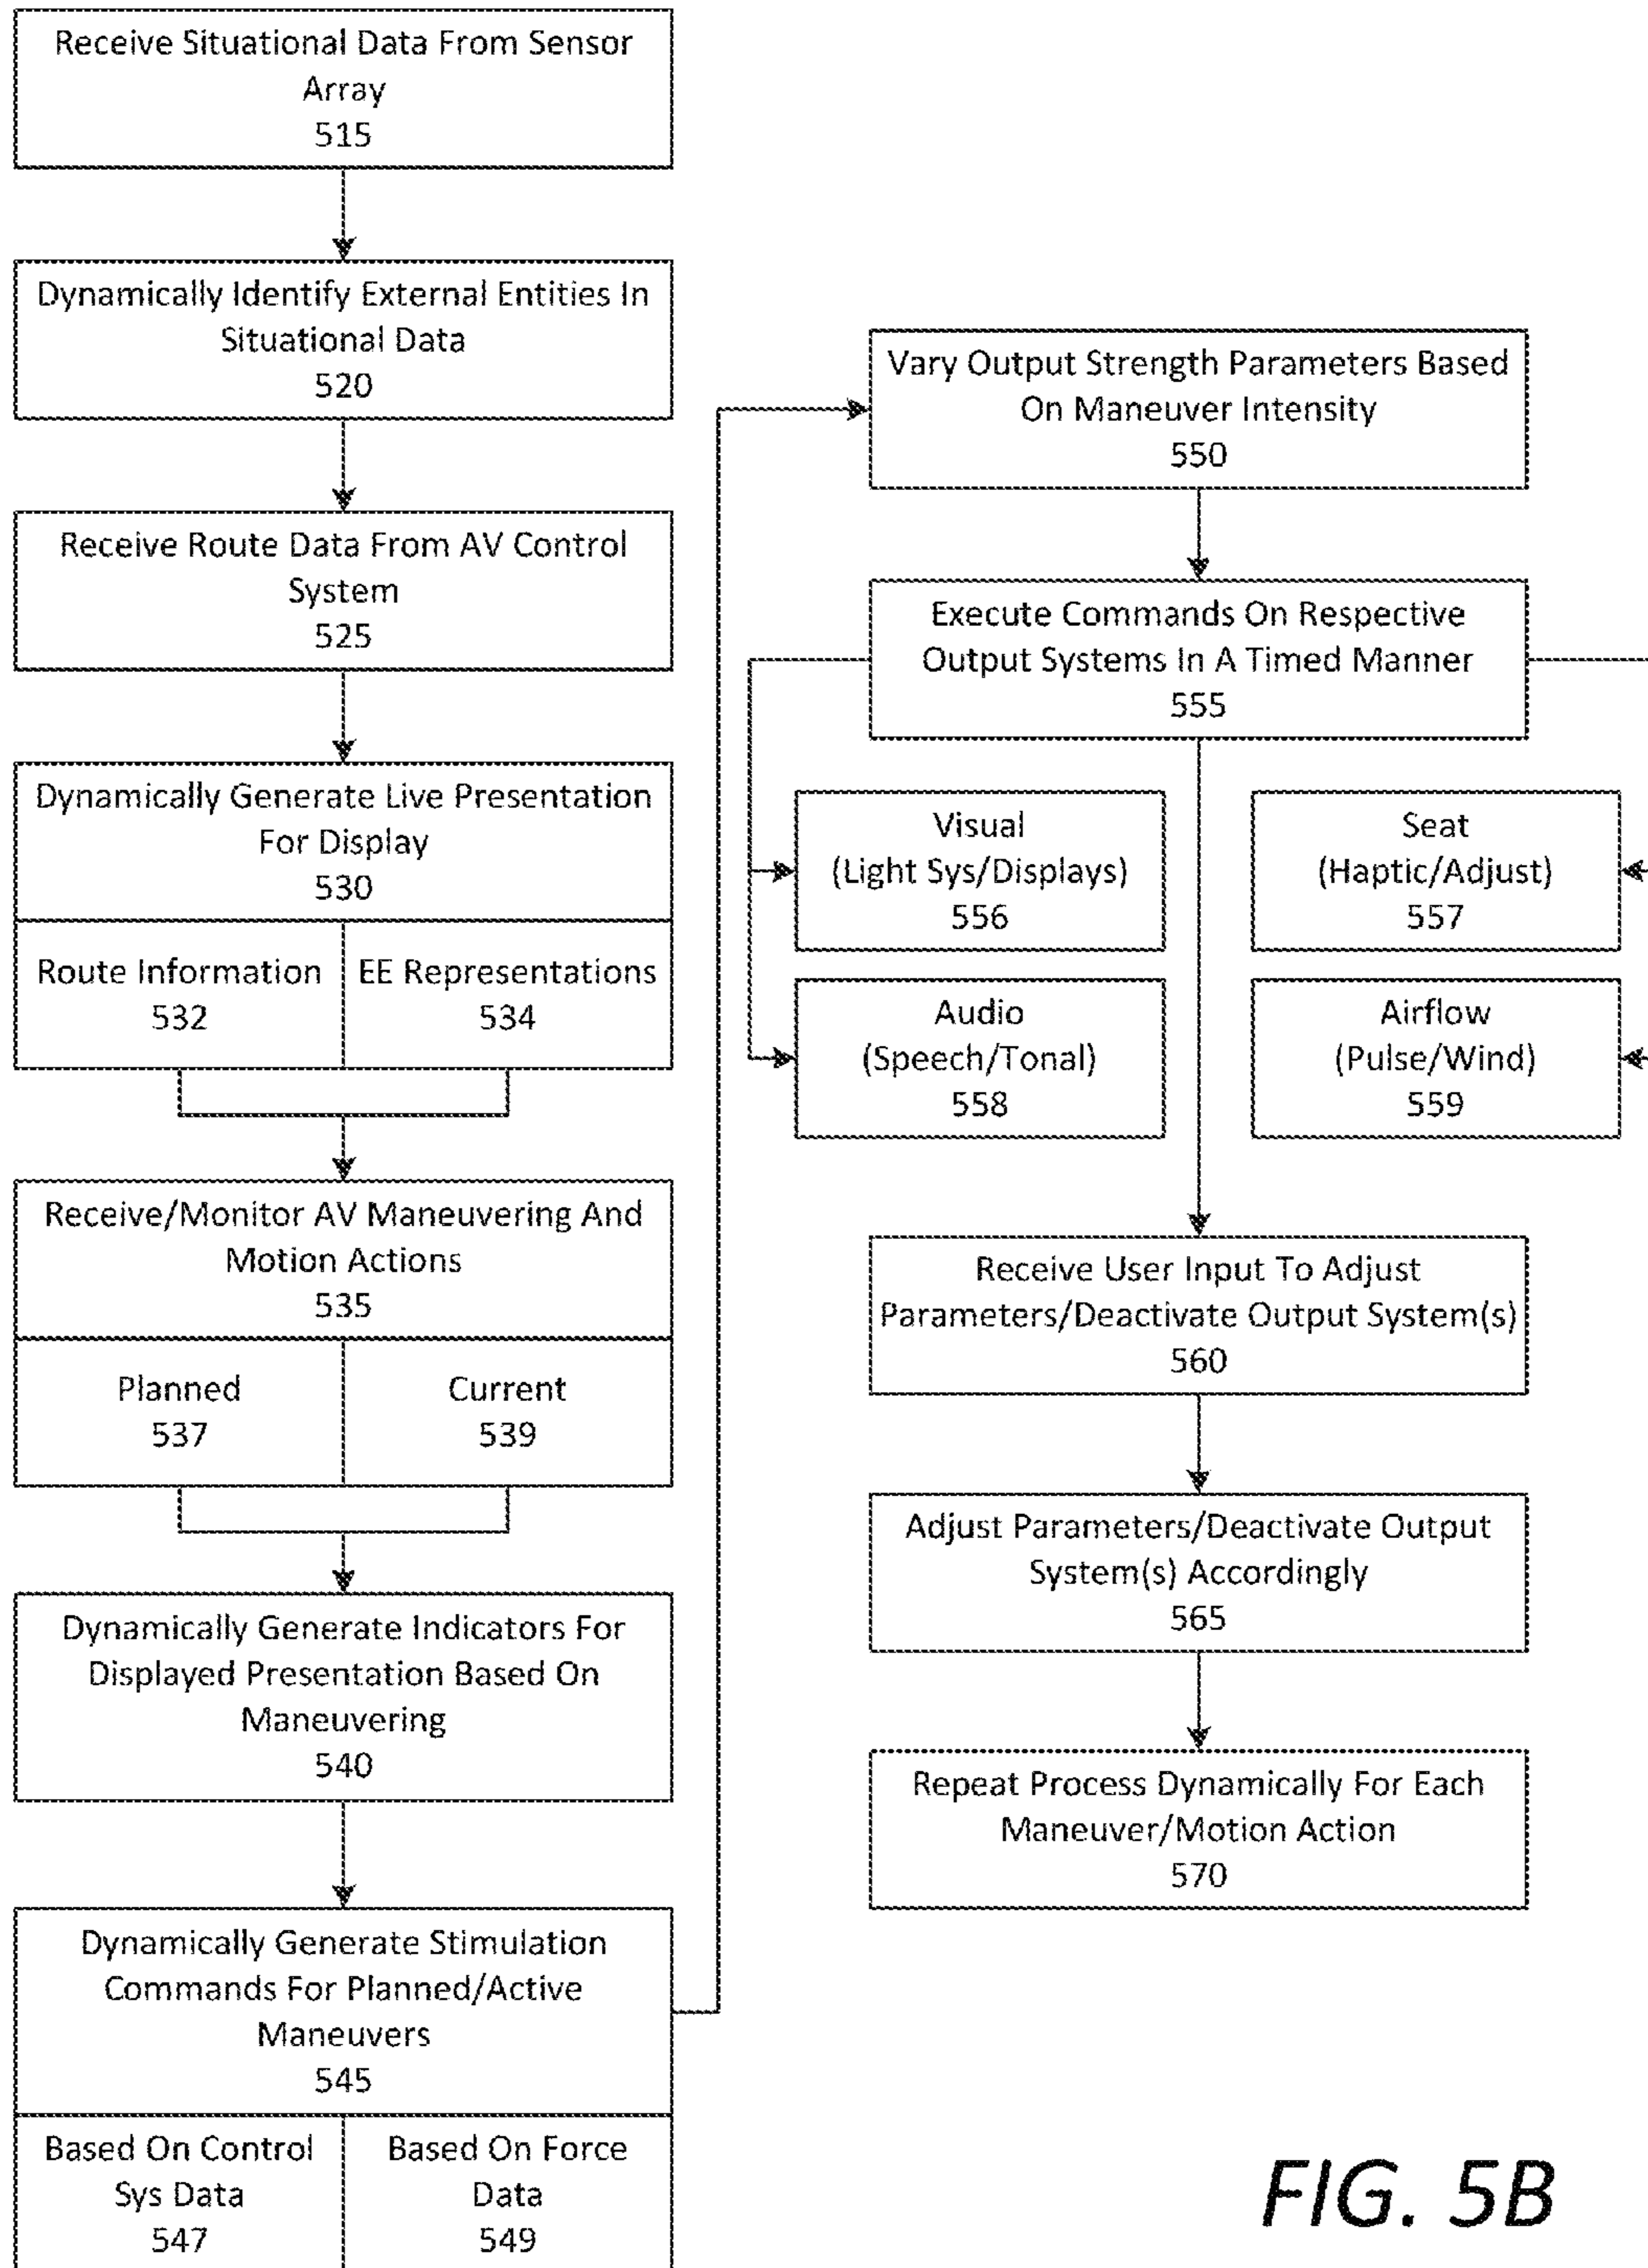 Receive Situational Data From Sensor
Array
515
Dynamically Identify External Entities In
Situational Data
520
Receive Route Data From AV Control
System
525
Dynamically Generate Live Presentation
For Display
530
Route Information
532
EE Representations
534
Receive/Monitor AV Maneuvering And
Motion Actions
535
Planned
537
Current
539
Dynamically Generate Indicators For
Displayed Presentation Based On
Maneuvering
540
Dynamically Generate Stimulation
Commands For Planned/Active
Maneuvers
545
Based On Control
Sys Data
547
Based On Force
Data
549
Vary Output Strength Parameters Based
On Maneuver Intensity
550
Execute Commands On Respective
Output Systems In A Timed Manner
555
Visual
(Light Sys/Displays)
556
Seat
(Haptic/Adjust)
557
Audio
(Speech/Tonal)
558
Airflow
(Pulse/Wind)
559
Receive User Input To Adjust
Parameters/Deactivate Output System(s)
560
Adjust Parameters/Deactivate Output
System(s) Accordingly
565
Repeat Process Dynamically For Each
Maneuver/Motion Action
570
FIG. 5B